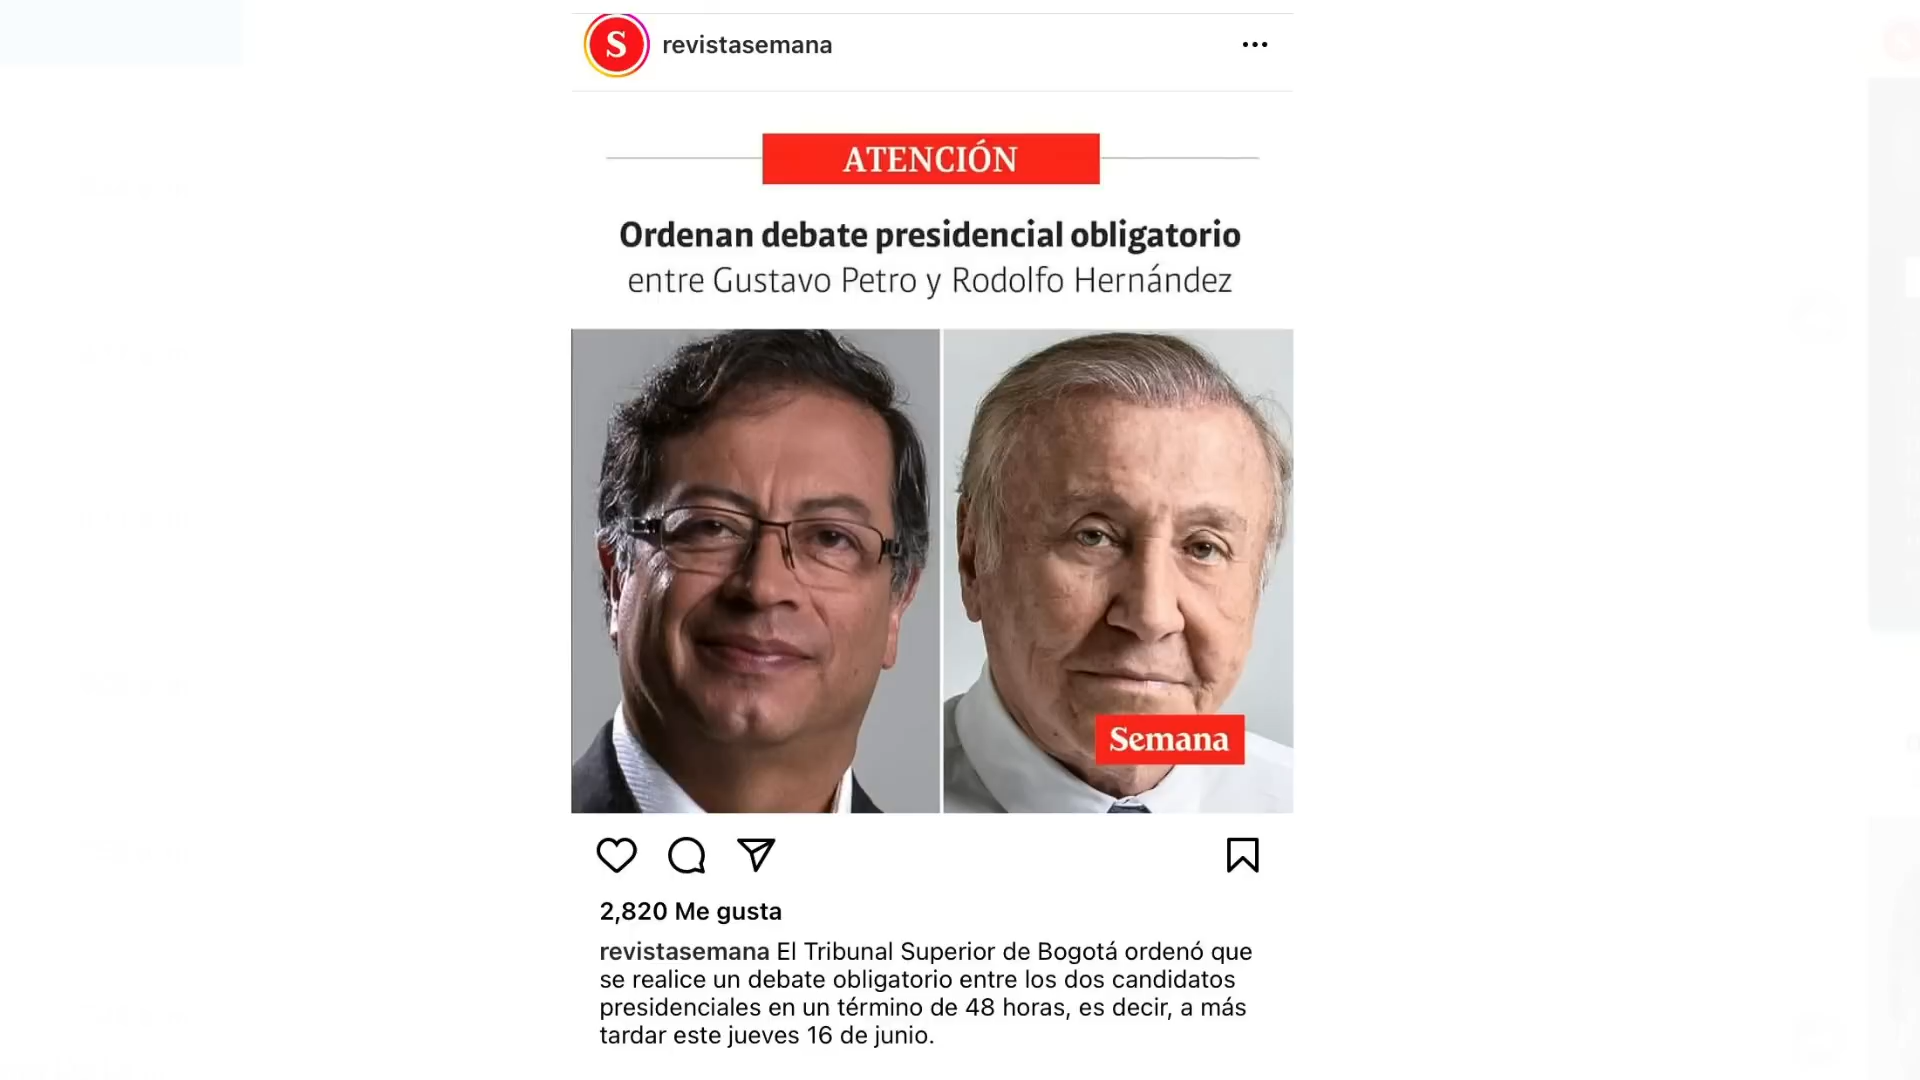 S revistasemana
ATENCIÓN
Ordenan debate presidencial obligatorio
entre Gustavo Petro y Rodolfo Hernández
Semana
2,820 Me gusta
revistasemana El Tribunal Superior de Bogotá ordenó que
se realice un debate obligatorio entre los dos candidatos
presidenciales en un término de 48 horas, es decir, a más
tardar este jueves 16 de junio.